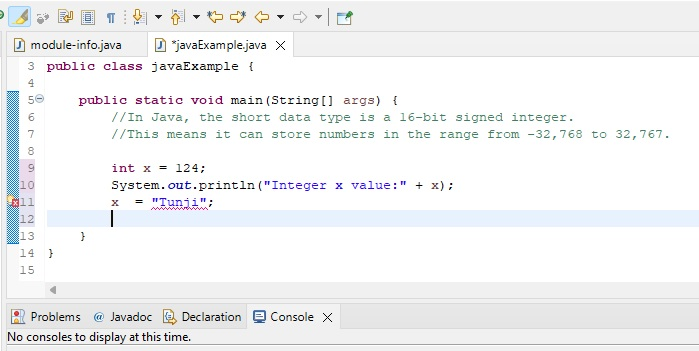 module-info.java *javaExample.java
3 public class javaExample {
4
5 public static void main(String[] args) {
6 //In Java, the short data type is a 16-bit signed integer.
7 //This means it can store numbers in the range from -32,768 to 32,767.
8
9 int x = 124;
10 System.out.println("Integer x value:" + x);
11 x = "Tunji";
12
13 }
14 }
15
Problems @ Javadoc Declaration Console
No consoles to display at this time.